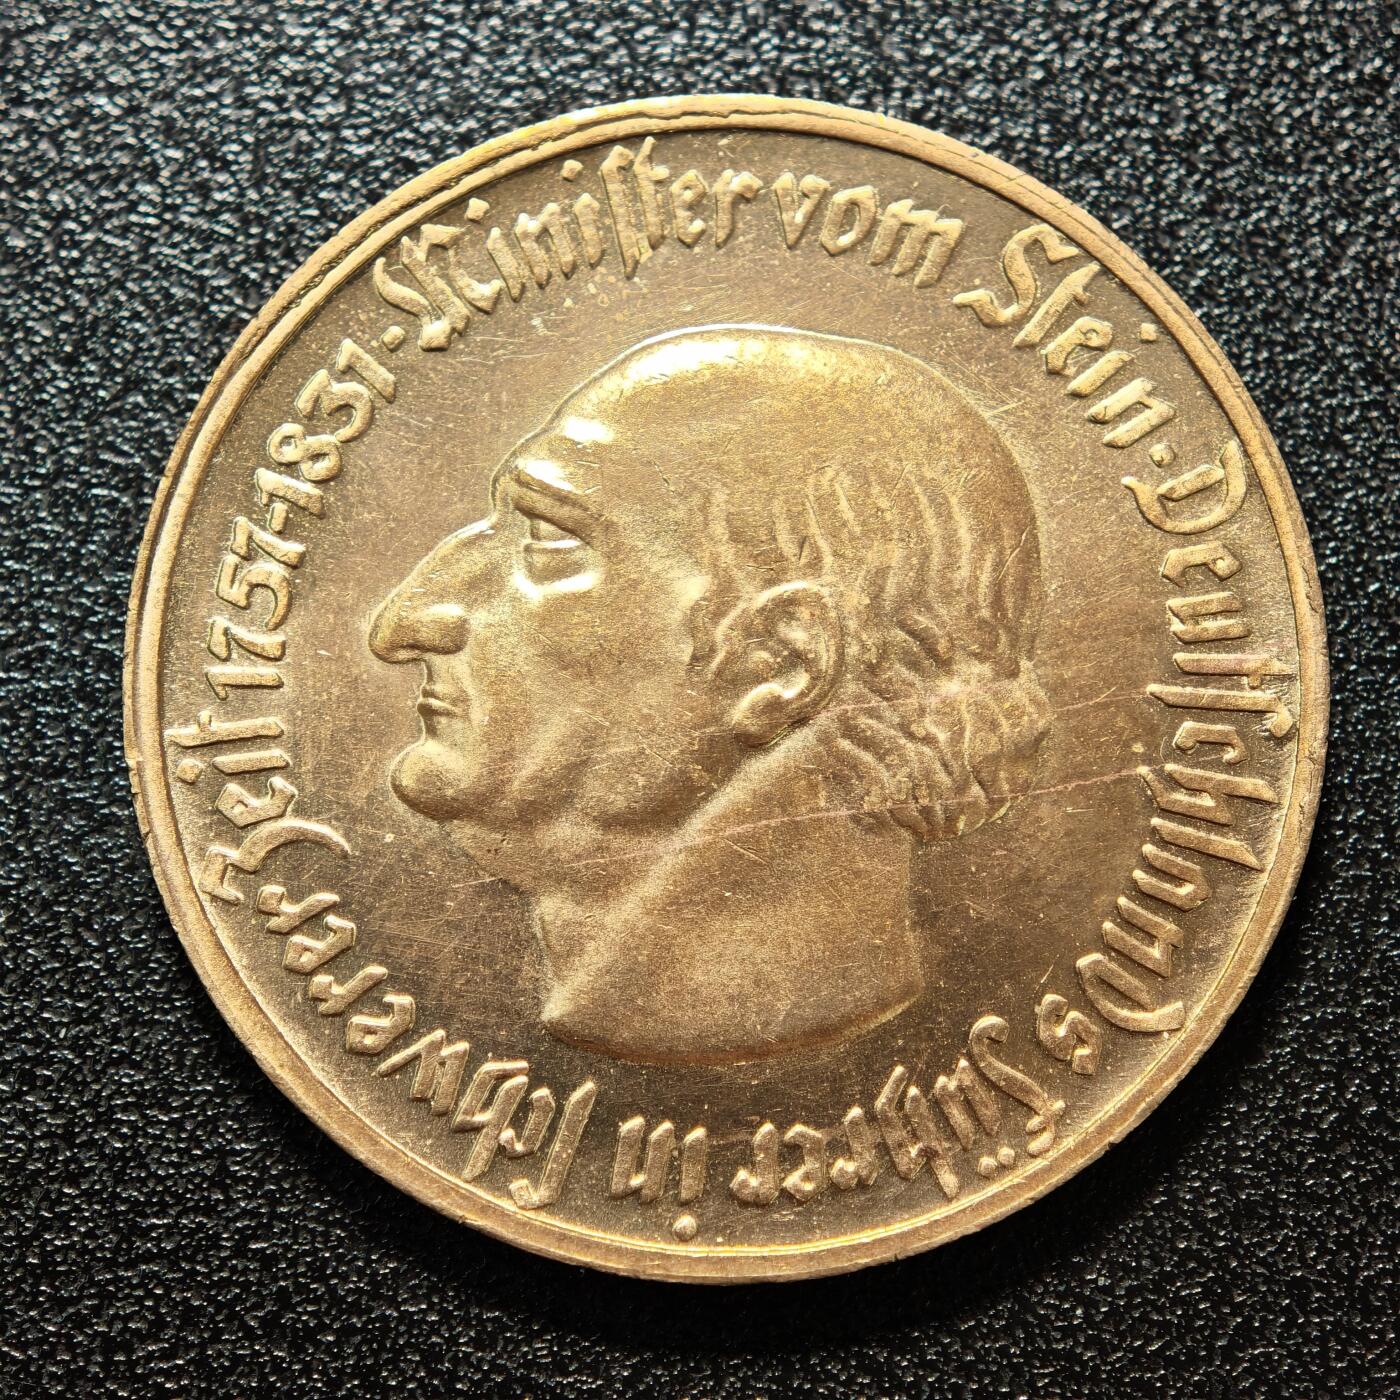 Minister vom Stein · Deutschlands Führer in schwerer Zeit 1757-1831 ·